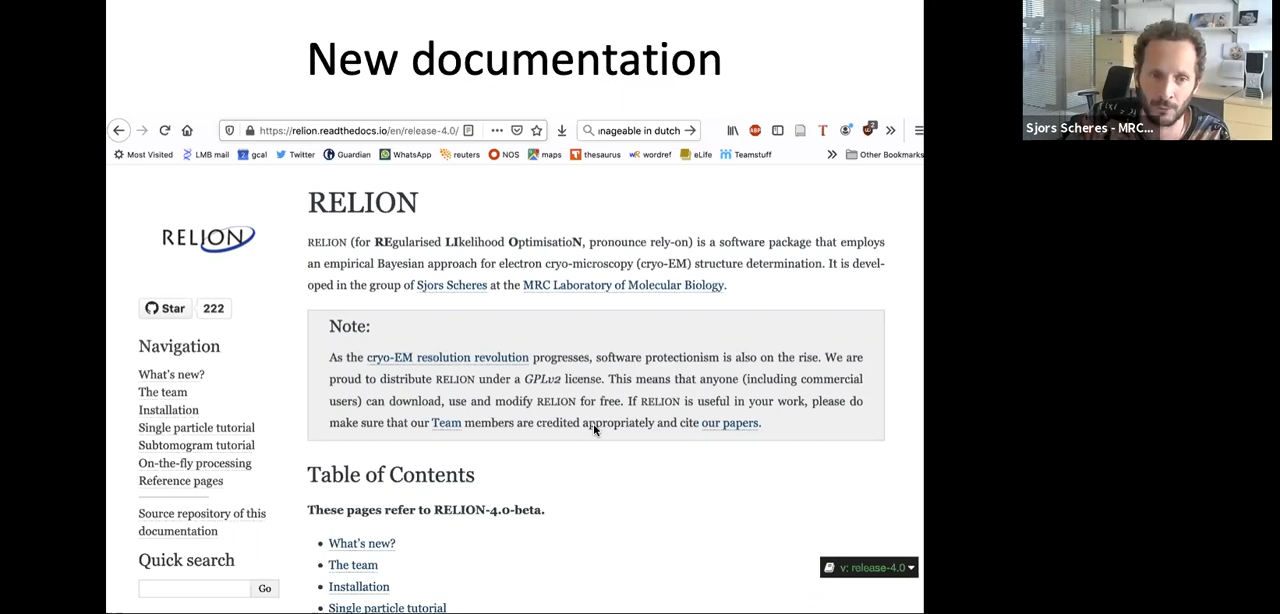 New documentation
https://relion.readthedocs.io/en/release-4.0/
ınageable in dutch
Most Visited LMB mail gcal Twitter Guardian WhatsApp reuters NOS maps thesaurus wordref eLife Teamstuff Other Bookmarks
Sjors Scheres - MRC...
RELION
RELION
RELION (for REgularised LIkelihood OptimisatioN, pronounce rely-on) is a software package that employs
an empirical Bayesian approach for electron cryo-microscopy (cryo-EM) structure determination. It is devel-
oped in the group of Sjors Scheres at the MRC Laboratory of Molecular Biology.
Star 222
Navigation
What's new?
The team
Installation
Single particle tutorial
Subtomogram tutorial
On-the-fly processing
Reference pages
Source repository of this
documentation
Quick search
Go
Note:
As the cryo-EM resolution revolution progresses, software protectionism is also on the rise. We are
proud to distribute RELION under a GPLv2 license. This means that anyone (including commercial
users) can download, use and modify RELION for free. If RELION is useful in your work, please do
make sure that our Team members are credited appropriately and cite our papers.
Table of Contents
These pages refer to RELION-4.0-beta.
What's new?
The team
Installation
Single particle tutorial
v: release-4.0